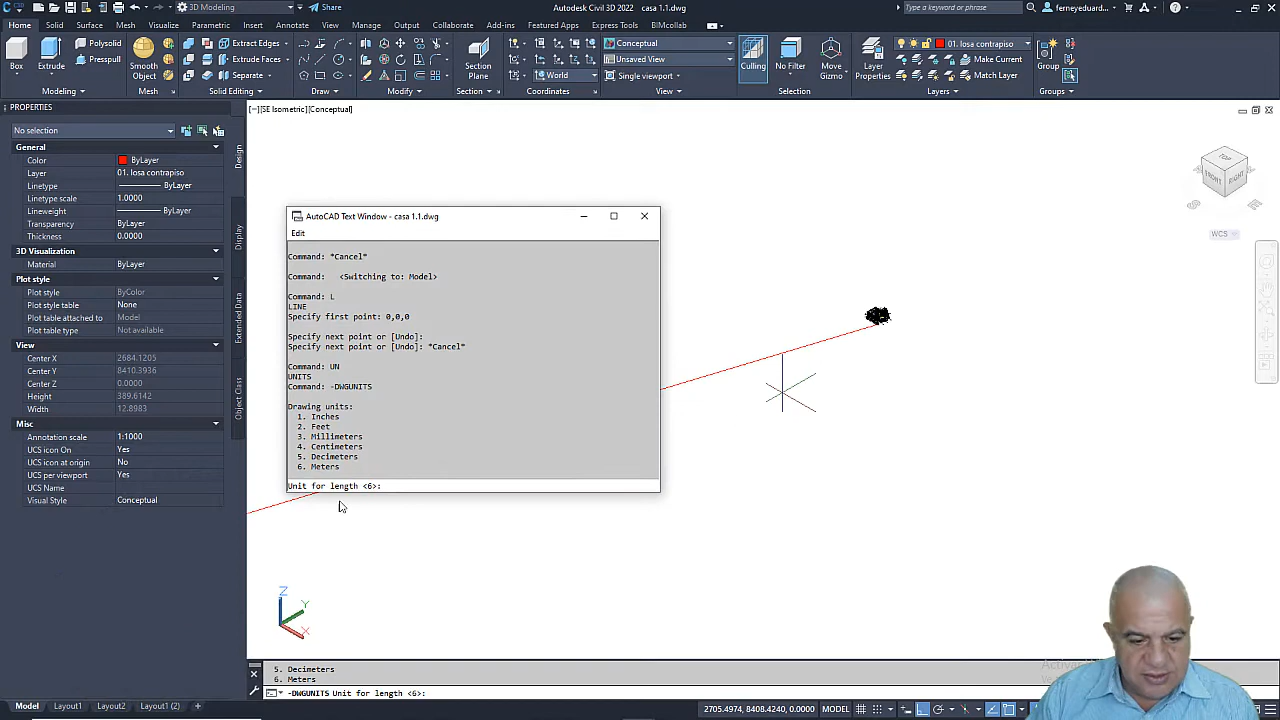 3D Modeling
Share
Autodesk Civil 3D 2022
casa 1.1.dwg
Type a keyword or phrase
ferneyeduard...
Home
Solid
Surface
Mesh
Visualize
Parametric
Insert
Annotate
View
Manage
Output
Collaborate
Add-ins
Featured Apps
Express Tools
BIMcollab
Box
Extrude
Polysolid
Presspull
Smooth
Object
Extract Edges
Extrude Faces
Separate
Section
Plane
World
Conceptual
Unsaved View
Single viewport
Culling
No Filter
Move
Gizmo
Layer
Properties
01. losa contrapiso
Make Current
Match Layer
Group
Modeling
Mesh
Solid Editing
Draw
Modify
Section
Coordinates
View
Selection
Layers
Groups
PROPERTIES
No selection
General
Color ByLayer
Layer 01. losa contrapiso
Linetype ByLayer
Linetype scale 1.0000
Lineweight ByLayer
Transparency ByLayer
Thickness 0.0000
3D Visualization
Material ByLayer
Plot style
Plot style ByColor
Plot style table None
Plot table attached to Model
Plot table type Not available
View
Center X 2684.1205
Center Y 8410.3936
Center Z 0.0000
Height 389.6142
Width 12.8983
Misc
Annotation scale 1:1000
UCS icon On Yes
UCS icon at origin No
UCS per viewport Yes
UCS Name
Visual Style Conceptual
Design
Display
Extended Data
Object Class
[−][SE Isometric][Conceptual]
TOP
FRONT
RIGHT
WCS
AutoCAD Text Window - casa 1.1.dwg
Edit
Command: *Cancel*
Command: <Switching to: Model>
Command: L
LINE
Specify first point: 0,0,0
Specify next point or [Undo]:
Specify next point or [Undo]: *Cancel*
Command: UN
UNITS
Command: -DWGUNITS
Drawing units:
1. Inches
2. Feet
3. Millimeters
4. Centimeters
5. Decimeters
6. Meters
Unit for length <6>:
Z
Y
X
5. Decimeters
6. Meters
-DWGUNITS Unit for length <6>:
Model
Layout1
Layout2
Layout1 (2)
+
2705.4974, 8408.4240, 0.0000
MODEL